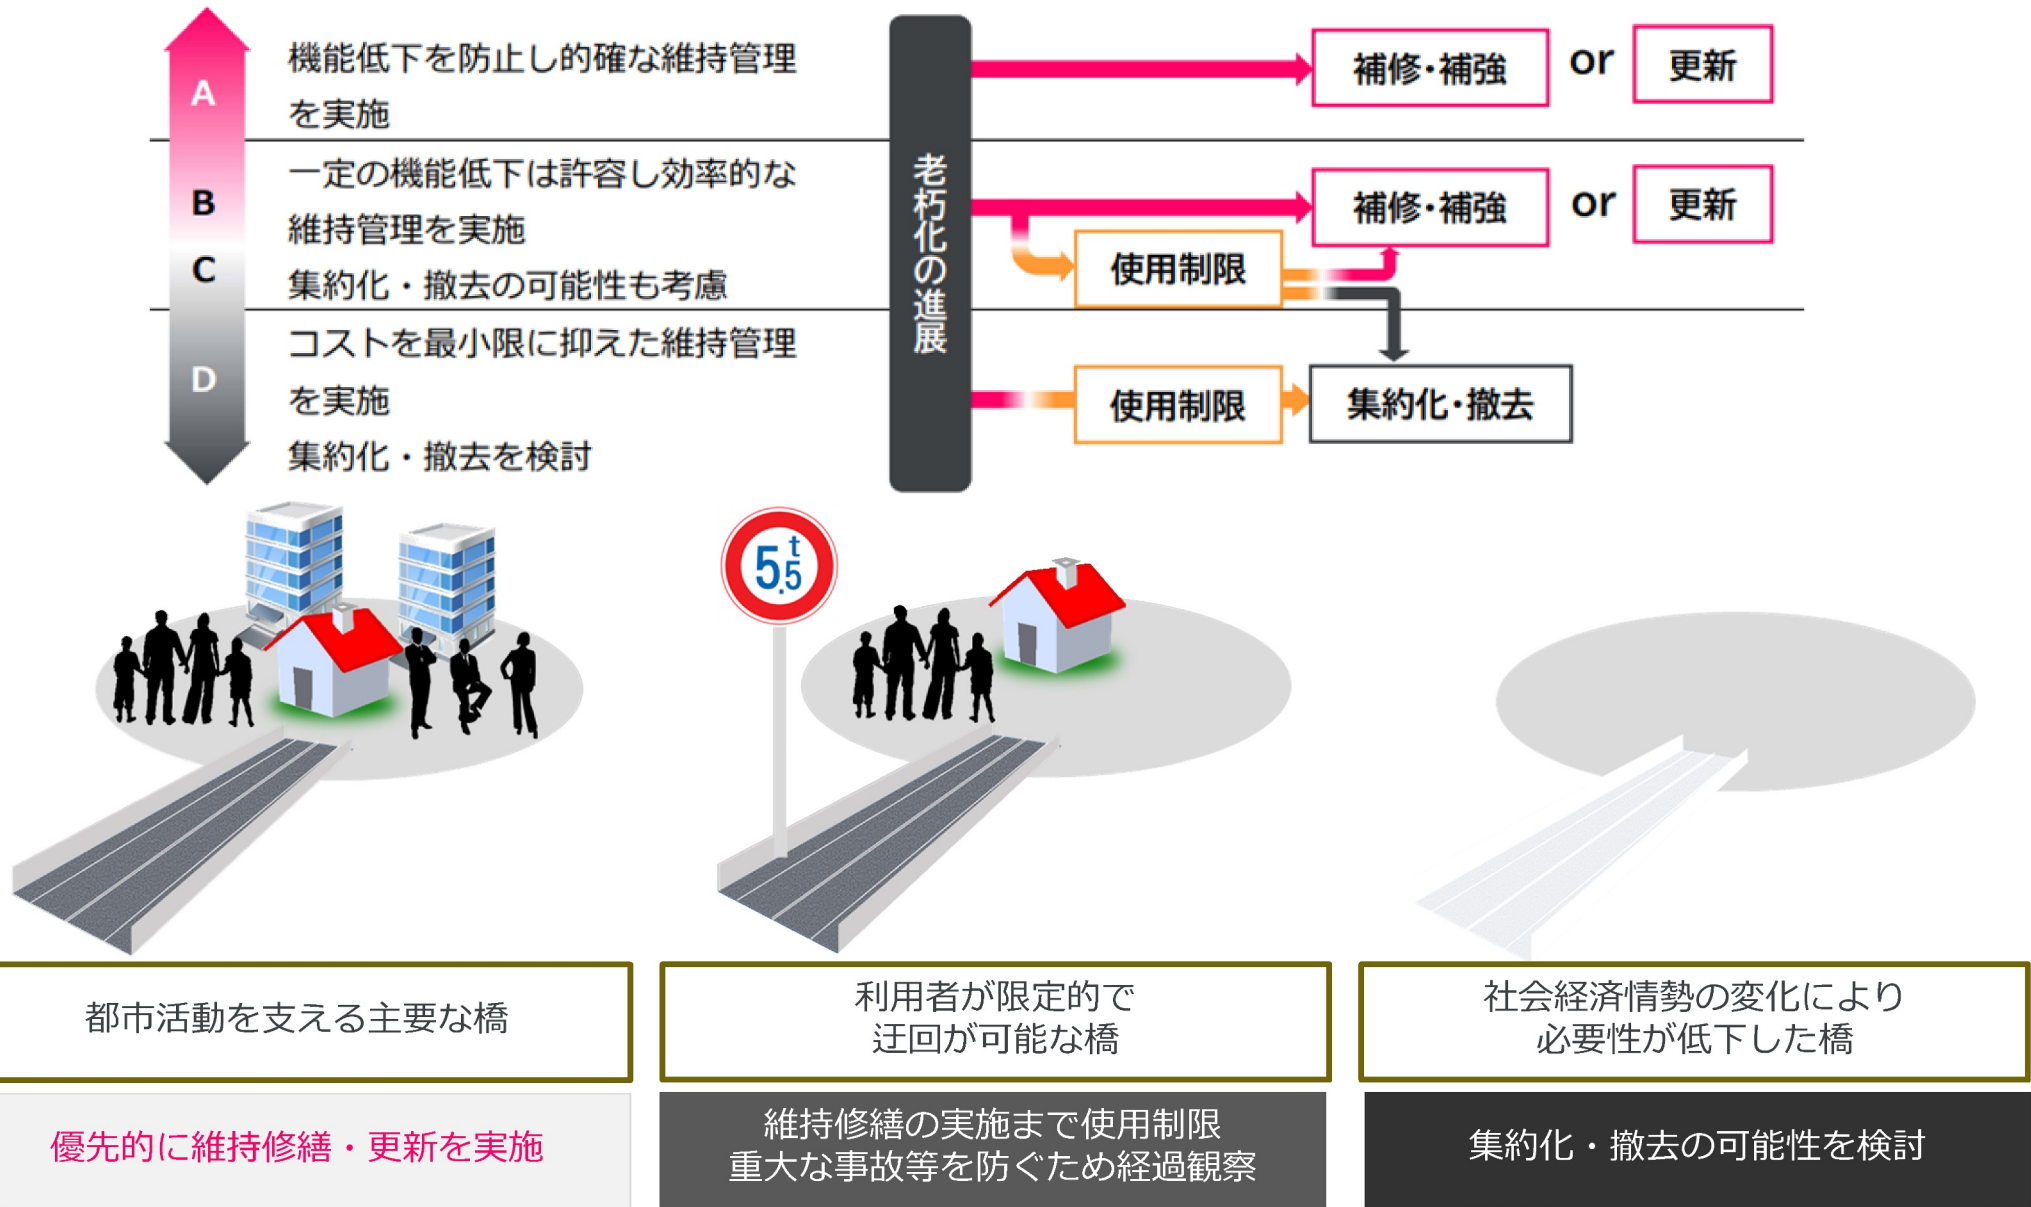 A
機能低下を防止し的確な維持管理
を実施
補修・補強
or
更新
B
C
一定の機能低下は許容し効率的な
維持管理を実施
集約化・撤去の可能性も考慮
老朽化の進展
補修・補強
or
更新
使用制限
D
コストを最小限に抑えた維持管理
を実施
集約化・撤去を検討
使用制限
集約化・撤去
5.5t
都市活動を支える主要な橋
利用者が限定的で
迂回が可能な橋
社会経済情勢の変化により
必要性が低下した橋
優先的に維持修繕・更新を実施
維持修繕の実施まで使用制限
重大な事故等を防ぐため経過観察
集約化・撤去の可能性を検討